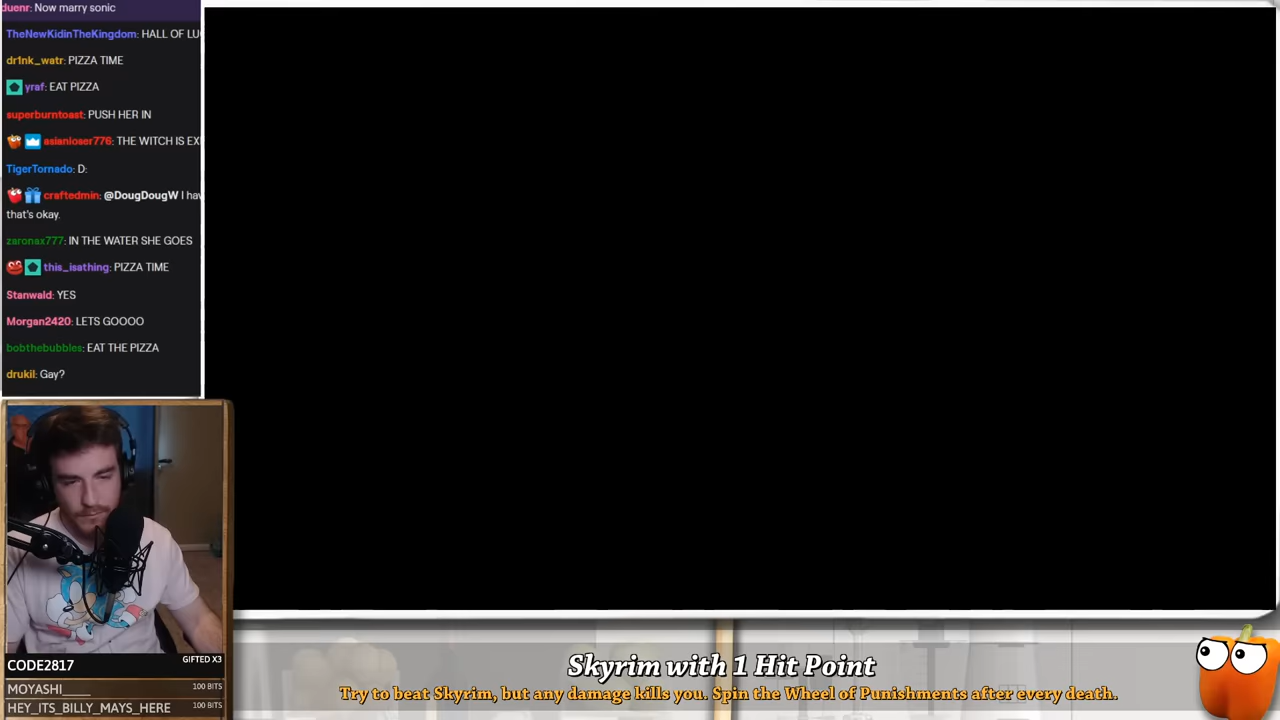 duenr: Now marry sonic
TheNewKidinTheKingdom: HALL OF LU
dr1nk_watr: PIZZA TIME
yraf: EAT PIZZA
superburntoast: PUSH HER IN
asianloser776: THE WITCH IS EX
TigerTornado: D:
craftedmin: @DougDougW I hav
that's okay.
zaronax777: IN THE WATER SHE GOES
this_isathing: PIZZA TIME
Stanwald: YES
Morgan2420: LETS GOOOO
bobthebubbles: EAT THE PIZZA
drukil: Gay?
CODE2817 GIFTED X3
MOYASHI____ 100 BITS
HEY_ITS_BILLY_MAYS_HERE 100 BITS
Skyrim with 1 Hit Point
Try to beat Skyrim, but any damage kills you. Spin the Wheel of Punishments after every death.